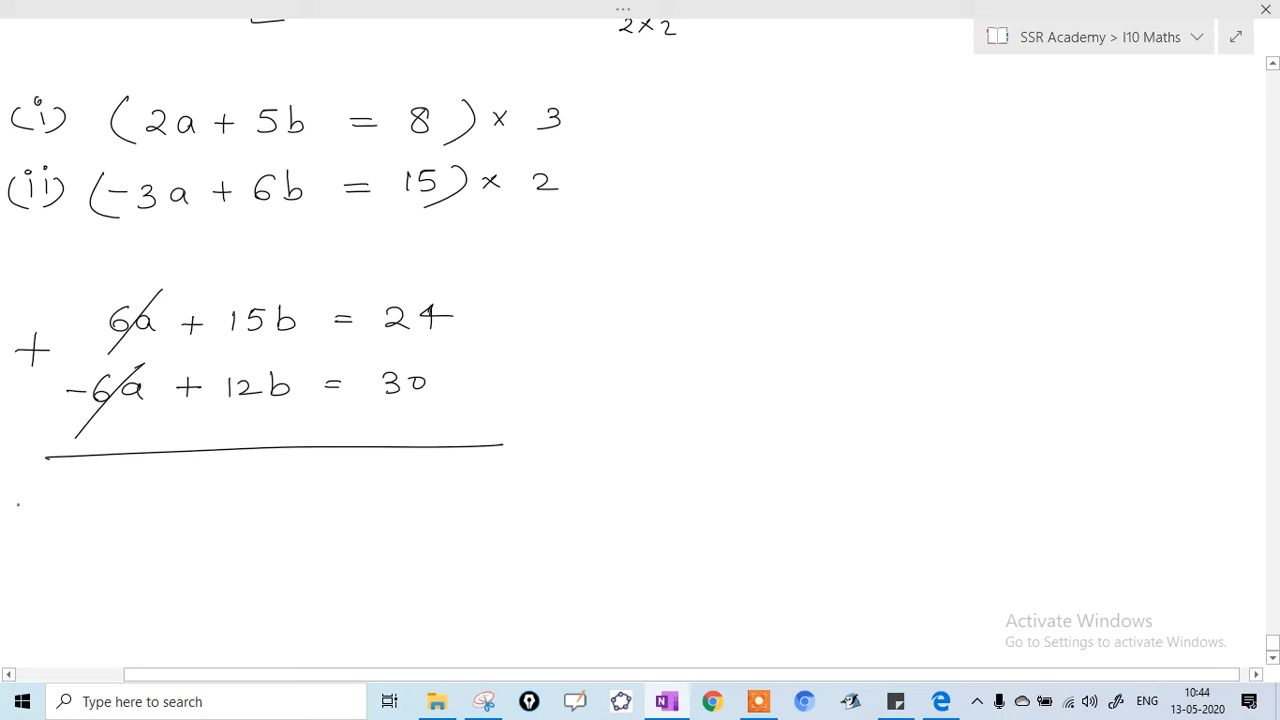 2 × 2
SSR Academy > I10 Maths
(i) (2a + 5b = 8) × 3
(ii) (-3a + 6b = 15) × 2
6a + 15b = 24
+
-6a + 12b = 30
Activate Windows
Go to Settings to activate Windows.
Type here to search
ENG
10:44
13-05-2020